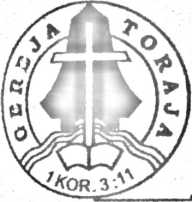 GEREJA TORAJA
1 KOR. 3:11